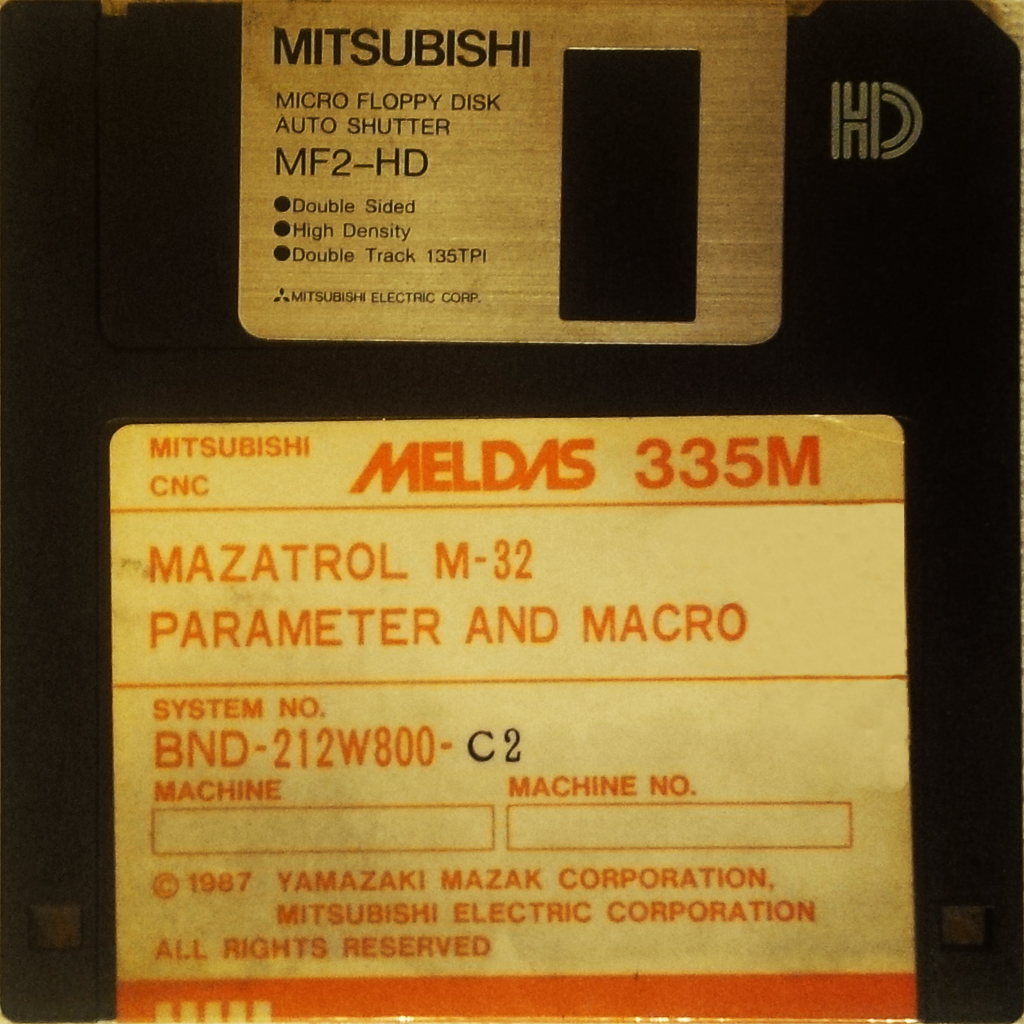 MITSUBISHI
MICRO FLOPPY DISK
AUTO SHUTTER
MF2-HD
●Double Sided
●High Density
●Double Track 135TPI
MITSUBISHI ELECTRIC CORP.
HD
MITSUBISHI
CNC
MELDAS 335M
MAZATROL M-32
PARAMETER AND MACRO
SYSTEM NO.
BND-212W800-C2
MACHINE
MACHINE NO.
© 1987 YAMAZAKI MAZAK CORPORATION,
MITSUBISHI ELECTRIC CORPORATION
ALL RIGHTS RESERVED